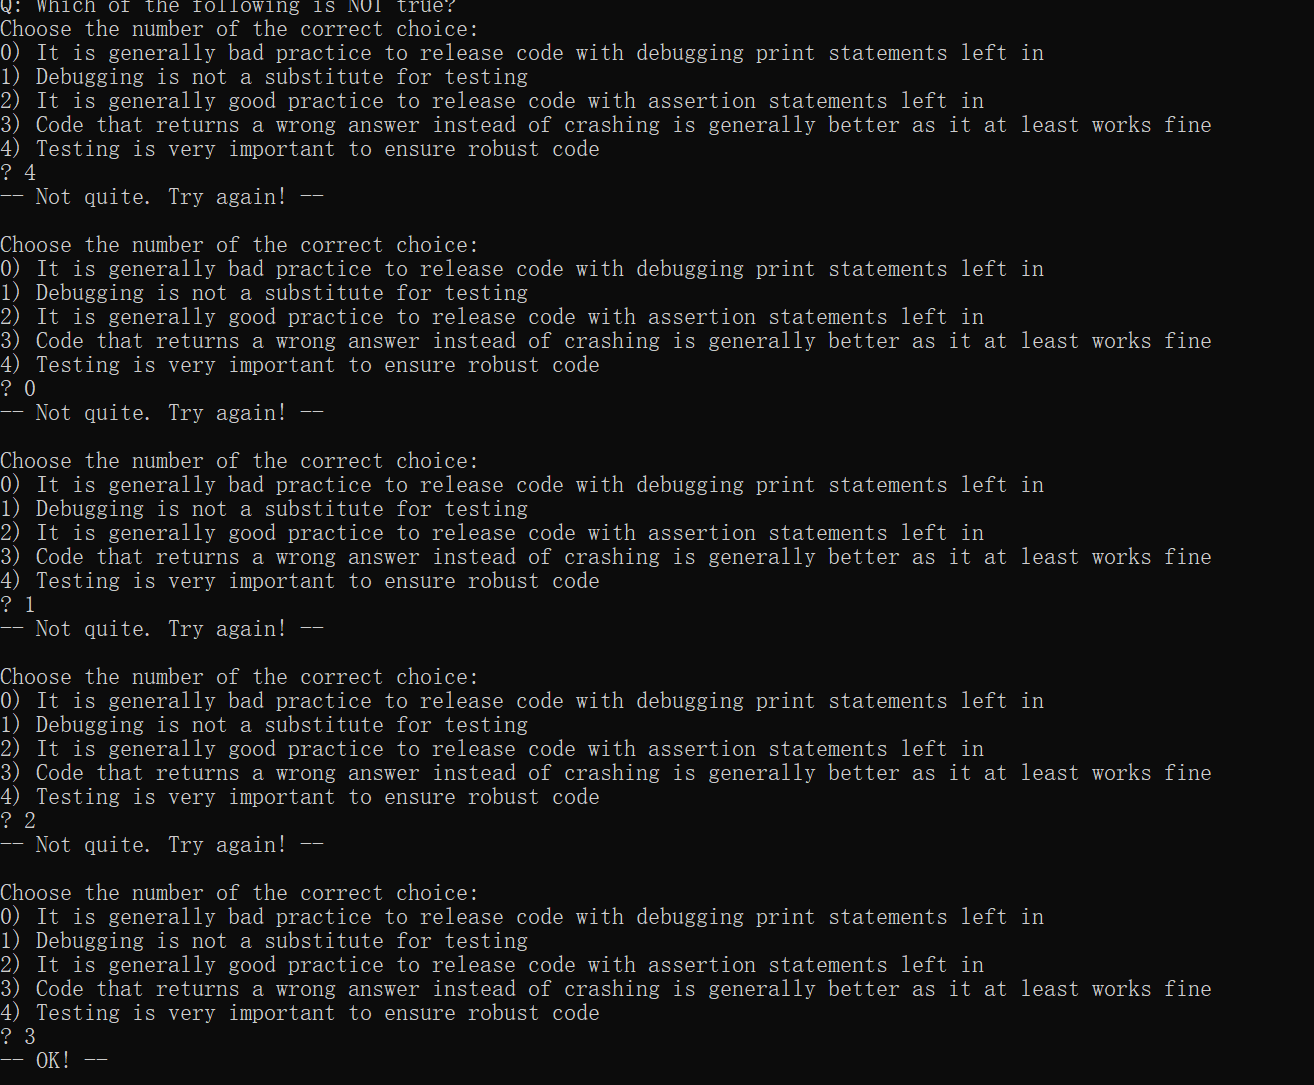 Q: Which of the following is NOT true?
Choose the number of the correct choice:
0) It is generally bad practice to release code with debugging print statements left in
1) Debugging is not a substitute for testing
2) It is generally good practice to release code with assertion statements left in
3) Code that returns a wrong answer instead of crashing is generally better as it at least works fine
4) Testing is very important to ensure robust code
? 4
-- Not quite. Try again! --
Choose the number of the correct choice:
0) It is generally bad practice to release code with debugging print statements left in
1) Debugging is not a substitute for testing
2) It is generally good practice to release code with assertion statements left in
3) Code that returns a wrong answer instead of crashing is generally better as it at least works fine
4) Testing is very important to ensure robust code
? 0
-- Not quite. Try again! --
Choose the number of the correct choice:
0) It is generally bad practice to release code with debugging print statements left in
1) Debugging is not a substitute for testing
2) It is generally good practice to release code with assertion statements left in
3) Code that returns a wrong answer instead of crashing is generally better as it at least works fine
4) Testing is very important to ensure robust code
? 1
-- Not quite. Try again! --
Choose the number of the correct choice:
0) It is generally bad practice to release code with debugging print statements left in
1) Debugging is not a substitute for testing
2) It is generally good practice to release code with assertion statements left in
3) Code that returns a wrong answer instead of crashing is generally better as it at least works fine
4) Testing is very important to ensure robust code
? 2
-- Not quite. Try again! --
Choose the number of the correct choice:
0) It is generally bad practice to release code with debugging print statements left in
1) Debugging is not a substitute for testing
2) It is generally good practice to release code with assertion statements left in
3) Code that returns a wrong answer instead of crashing is generally better as it at least works fine
4) Testing is very important to ensure robust code
? 3
-- OK! --